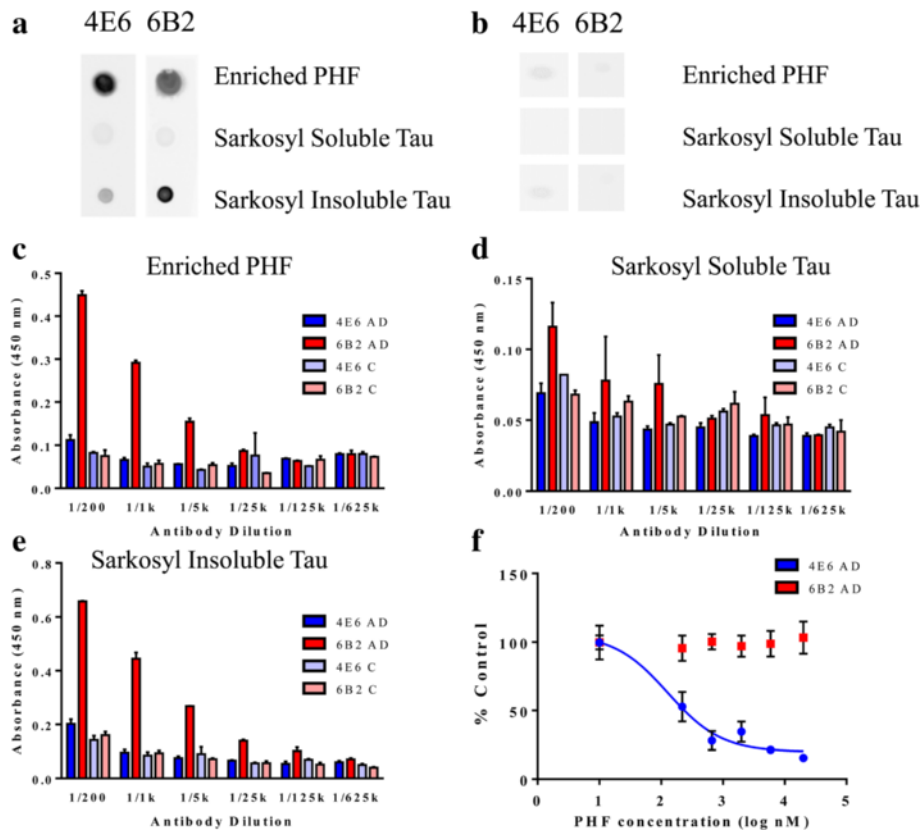 a
4E6 6B2
Enriched PHF
Sarkosyl Soluble Tau
Sarkosyl Insoluble Tau
b
4E6 6B2
Enriched PHF
Sarkosyl Soluble Tau
Sarkosyl Insoluble Tau
c
Enriched PHF
Absorbance (450 nm)
0.5
0.4
0.3
0.2
0.1
0.0
4E6 AD
6B2 AD
4E6 C
6B2 C
1/200 1/1k 1/5k 1/25k 1/125k 1/625k
Antibody Dilution
d
Sarkosyl Soluble Tau
Absorbance (450 nm)
0.15
0.10
0.05
0.00
4E6 AD
6B2 AD
4E6 C
6B2 C
1/200 1/1k 1/5k 1/25k 1/125k 1/625k
Antibody Dilution
e
Sarkosyl Insoluble Tau
Absorbance (450 nm)
0.8
0.6
0.4
0.2
0.0
4E6 AD
6B2 AD
4E6 C
6B2 C
1/200 1/1k 1/5k 1/25k 1/125k 1/625k
Antibody Dilution
f
4E6 AD
6B2 AD
% Control
150
100
50
0
0 1 2 3 4 5
PHF concentration (log nM)